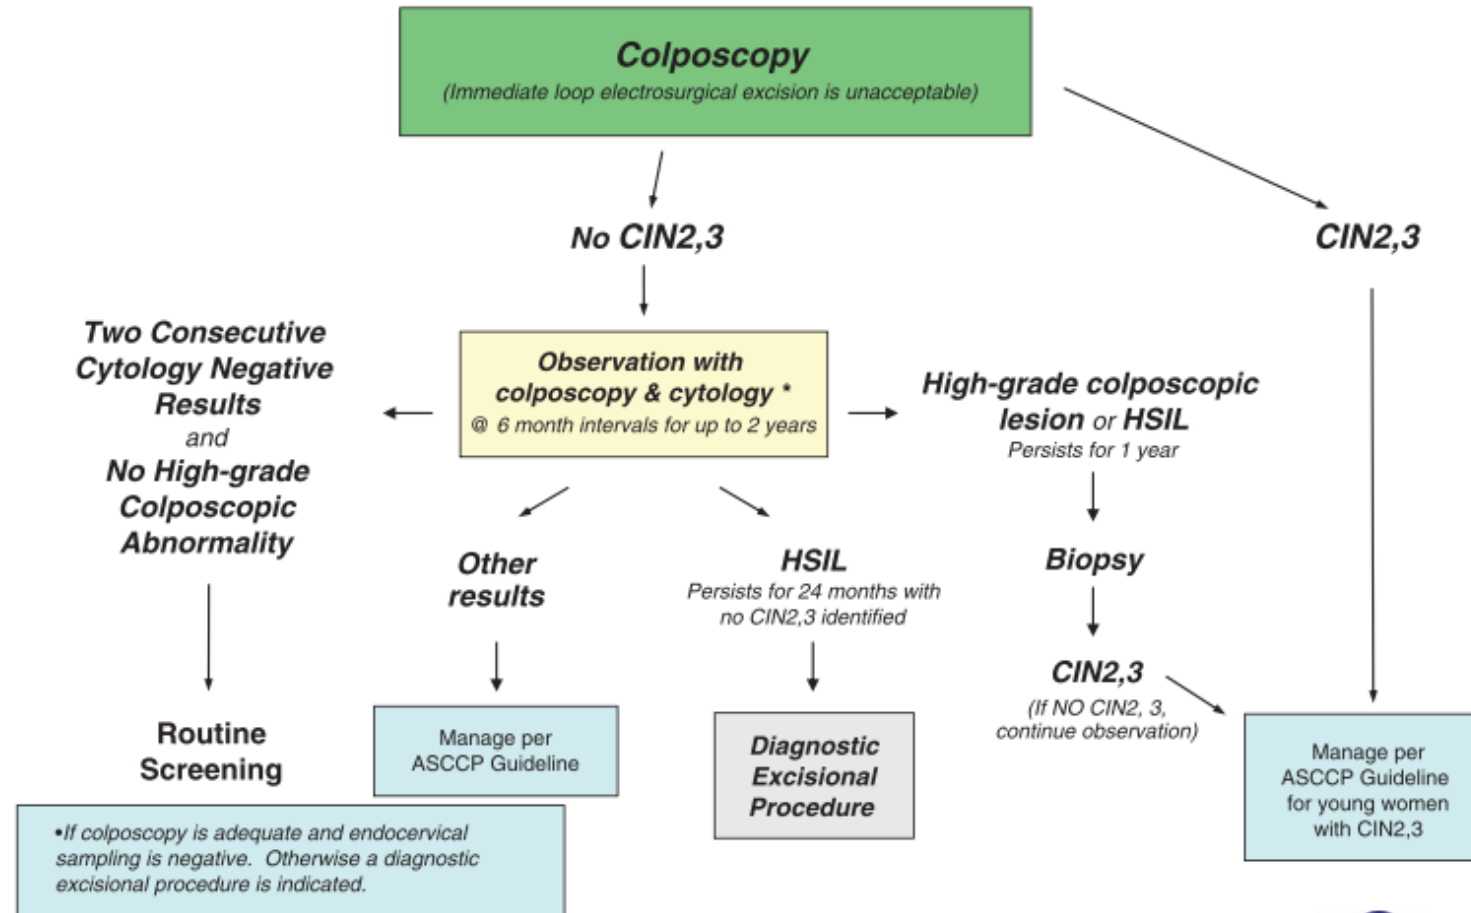 Colposcopy
(Immediate loop electrosurgical excision is unacceptable)
No CIN2,3
CIN2,3
Two Consecutive
Cytology Negative
Results
and
No High-grade
Colposcopic
Abnormality
Observation with
colposcopy & cytology *
@ 6 month intervals for up to 2 years
High-grade colposcopic
lesion or HSIL
Persists for 1 year
Other
results
HSIL
Persists for 24 months with
no CIN2,3 identified
Biopsy
CIN2,3
(If NO CIN2, 3,
continue observation)
Routine
Screening
Manage per
ASCCP Guideline
Diagnostic
Excisional
Procedure
Manage per
ASCCP Guideline
for young women
with CIN2,3
•If colposcopy is adequate and endocervical
sampling is negative. Otherwise a diagnostic
excisional procedure is indicated.